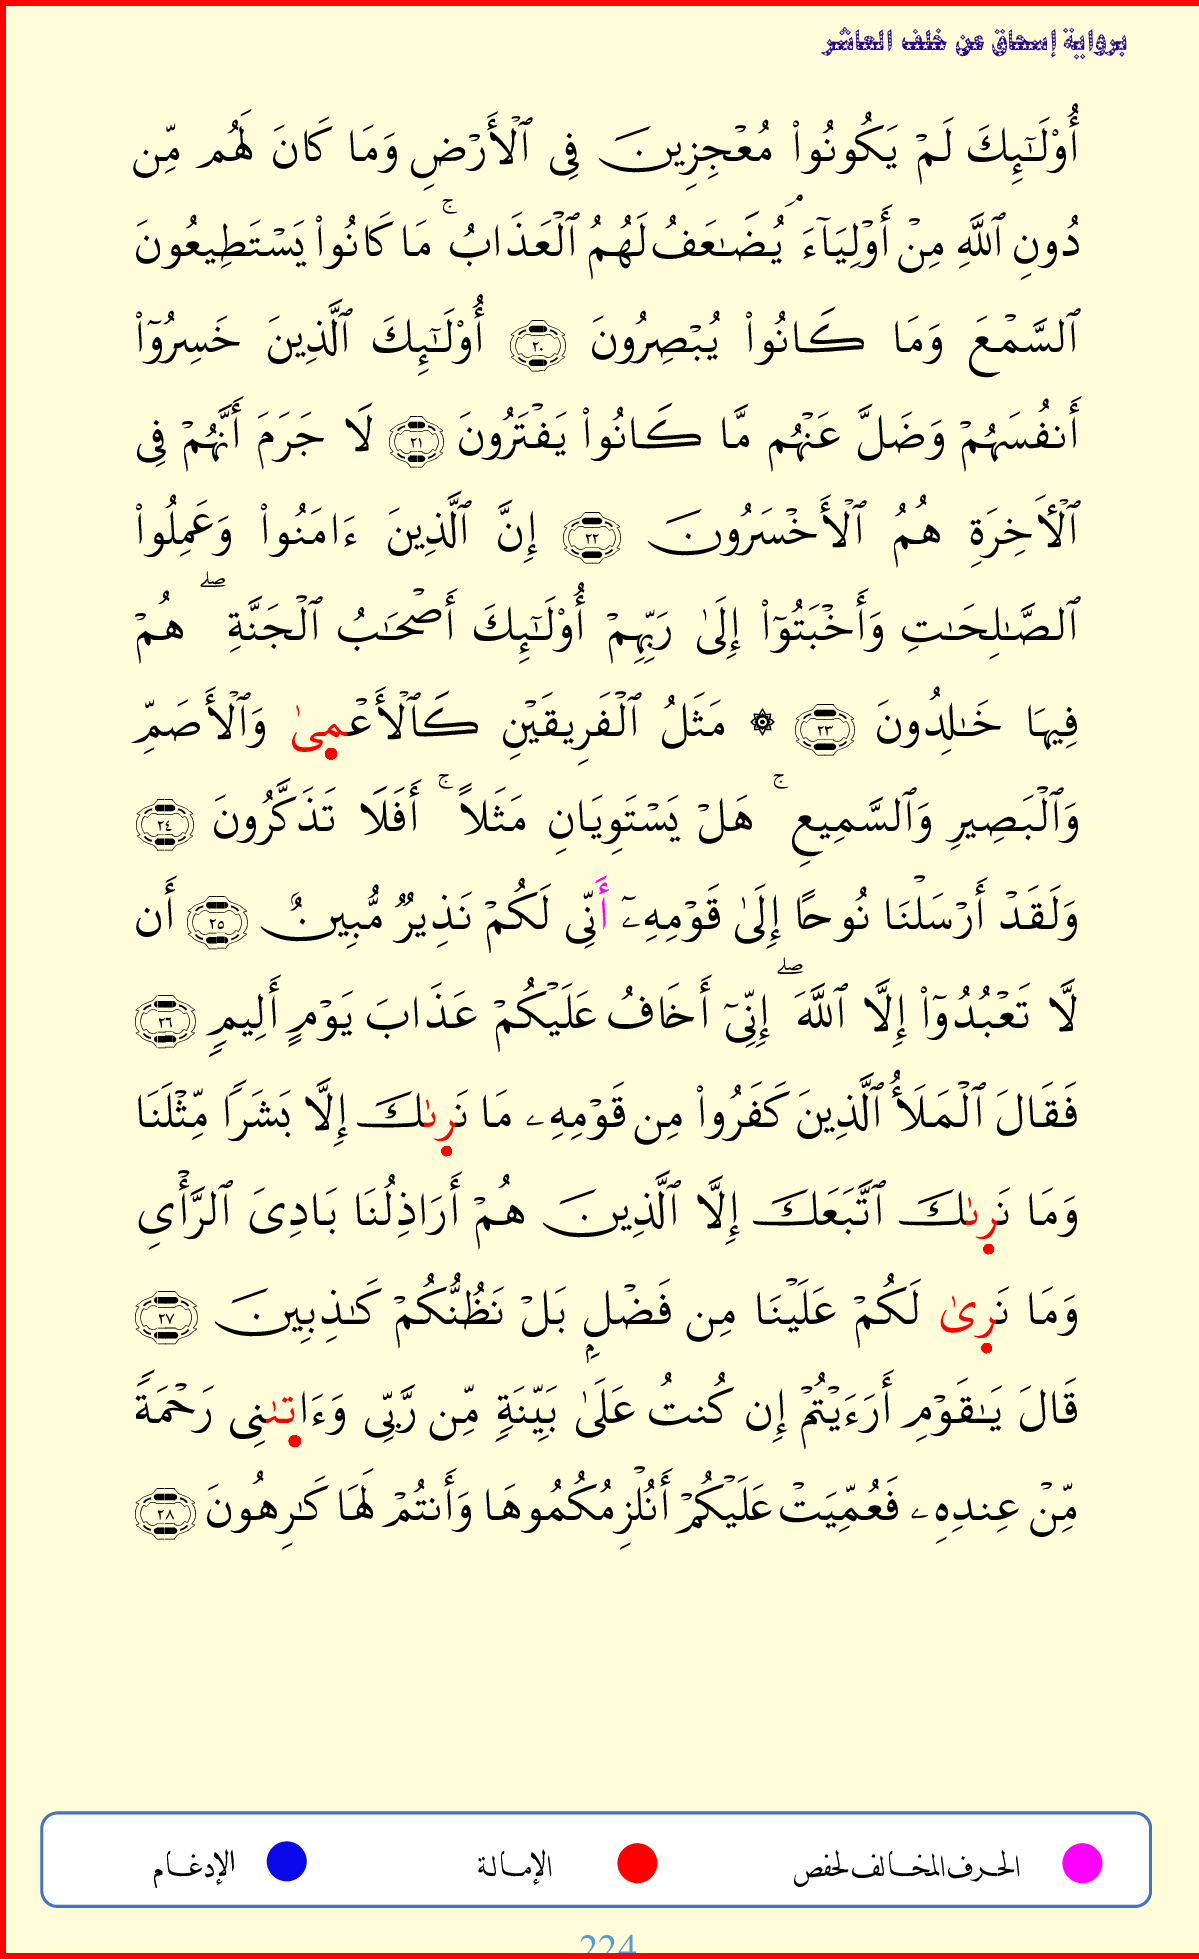 برواية إسحاق عن خلف العاشر
أُوْلَـٰٓئِكَ لَمۡ يَكُونُواْ مُعۡجِزِينَ فِى ٱلۡأَرۡضِ وَمَا كَانَ لَهُم مِّن
دُونِ ٱللَّهِ مِنۡ أَوۡلِيَآءَۘ يُضَـٰعَفُ لَهُمُ ٱلۡعَذَابُۚ مَا كَانُواْ يَسۡتَطِيعُونَ
ٱلسَّمۡعَ وَمَا كَانُواْ يُبۡصِرُونَ ٢٠ أُوْلَـٰٓئِكَ ٱلَّذِينَ خَسِرُوٓاْ
أَنفُسَهُمۡ وَضَلَّ عَنۡهُم مَّا كَانُواْ يَفۡتَرُونَ ٢١ لَا جَرَمَ أَنَّهُمۡ فِى
ٱلۡأَخِرَةِ هُمُ ٱلۡأَخۡسَرُونَ ٢٢ إِنَّ ٱلَّذِينَ ءَامَنُواْ وَعَمِلُواْ
ٱلصَّـٰلِحَـٰتِ وَأَخۡبَتُوٓاْ إِلَىٰ رَبِّهِمۡ أُوْلَـٰٓئِكَ أَصۡحَـٰبُ ٱلۡجَنَّةِۖ هُمۡ
فِيهَا خَـٰلِدُونَ ٢٣ ۞ مَثَلُ ٱلۡفَرِيقَيۡنِ كَٱلۡأَعۡمِىٰ وَٱلۡأَصَمِّ
وَٱلۡبَصِيرِ وَٱلسَّمِيعِۚ هَلۡ يَسۡتَوِيَانِ مَثَلًاۚ أَفَلَا تَذَكَّرُونَ ٢٤
وَلَقَدۡ أَرۡسَلۡنَا نُوحًا إِلَىٰ قَوۡمِهِۦٓ أَنِّى لَكُمۡ نَذِيرٌ مُّبِينٌ ٢٥ أَن
لَّا تَعۡبُدُوٓاْ إِلَّا ٱللَّهَۖ إِنِّىٓ أَخَافُ عَلَيۡكُمۡ عَذَابَ يَوۡمٍ أَلِيمٍ ٢٦
فَقَالَ ٱلۡمَلَأُ ٱلَّذِينَ كَفَرُواْ مِن قَوۡمِهِۦ مَا نَرِىٰكَ إِلَّا بَشَرًا مِّثۡلَنَا
وَمَا نَرِىٰكَ ٱتَّبَعَكَ إِلَّا ٱلَّذِينَ هُمۡ أَرَاذِلُنَا بَادِىَ ٱلرَّأۡىِ
وَمَا نَرِىٰ لَكُمۡ عَلَيۡنَا مِن فَضۡلِۭ بَلۡ نَظُنُّكُمۡ كَـٰذِبِينَ ٢٧
قَالَ يَـٰقَوۡمِ أَرَءَيۡتُمۡ إِن كُنتُ عَلَىٰ بَيِّنَةٍ مِّن رَّبِّى وَءَاتىٰنِى رَحۡمَةً
مِّنۡ عِندِهِۦ فَعُمِّيَتۡ عَلَيۡكُمۡ أَنُلۡزِمُكُمُوهَا وَأَنتُمۡ لَهَا كَـٰرِهُونَ ٢٨
الحرف المخالف لحفص الإمالة الإدغام
224